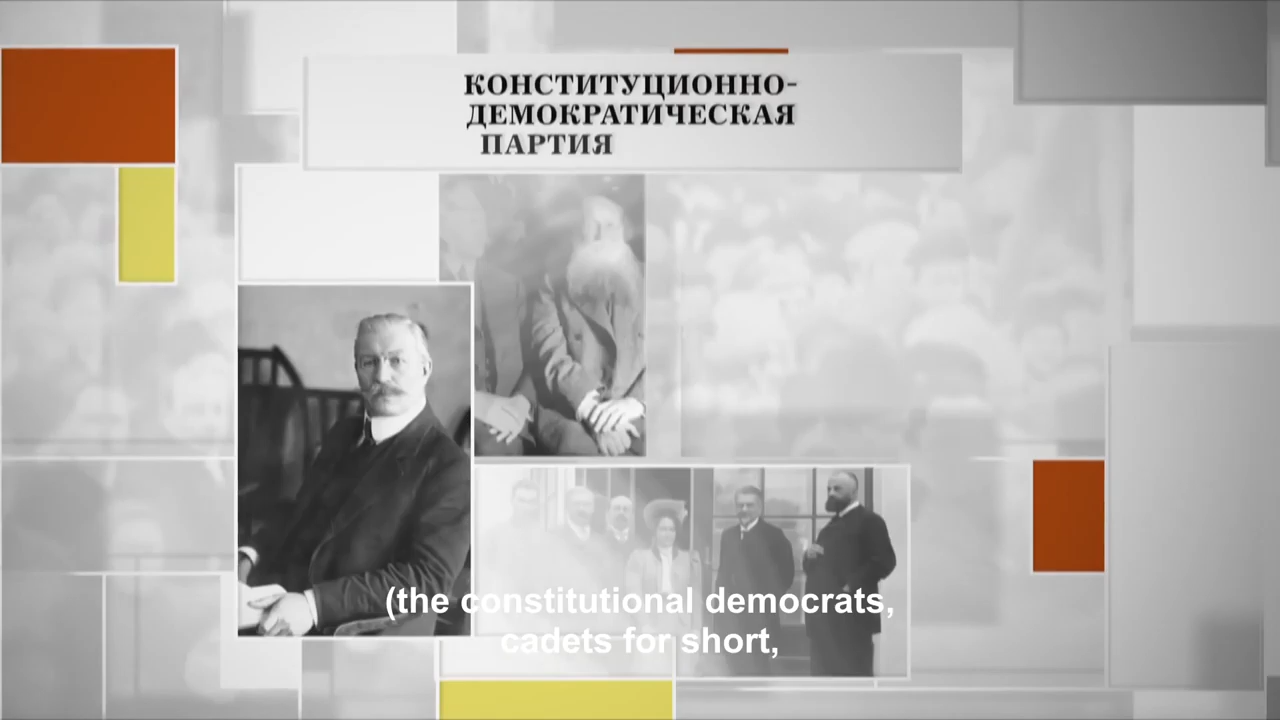 КОНСТИТУЦИОННО-
ДЕМОКРАТИЧЕСКАЯ
ПАРТИЯ
(the constitutional democrats,
cadets for short,